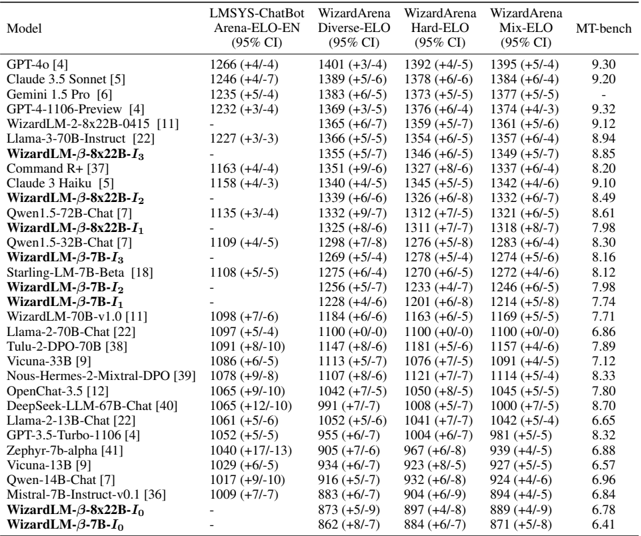 Model LMSYS-ChatBot Arena-ELO-EN (95% CI) WizardArena Diverse-ELO (95% CI) WizardArena Hard-ELO (95% CI) WizardArena Mix-ELO (95% CI) MT-bench
GPT-4o [4] 1266 (+4/-4) 1401 (+3/-4) 1392 (+4/-5) 1395 (+5/-4) 9.30
Claude 3.5 Sonnet [5] 1246 (+4/-7) 1389 (+5/-6) 1378 (+6/-6) 1384 (+6/-4) 9.20
Gemini 1.5 Pro [6] 1235 (+5/-4) 1383 (+6/-5) 1373 (+5/-5) 1377 (+5/-5) -
GPT-4-1106-Preview [4] 1232 (+3/-4) 1369 (+3/-5) 1376 (+6/-4) 1374 (+4/-3) 9.32
WizardLM-2-8x22B-0415 [11] - 1365 (+6/-7) 1359 (+5/-7) 1361 (+5/-6) 9.12
Llama-3-70B-Instruct [22] 1227 (+3/-3) 1366 (+5/-5) 1354 (+6/-5) 1357 (+6/-4) 8.94
WizardLM-β-8x22B-I3 - 1355 (+5/-7) 1346 (+6/-5) 1349 (+5/-7) 8.85
Command R+ [37] 1163 (+4/-4) 1351 (+9/-6) 1327 (+8/-6) 1337 (+6/-4) 8.20
Claude 3 Haiku [5] 1158 (+4/-3) 1340 (+4/-5) 1345 (+5/-5) 1342 (+6/-4) 9.10
WizardLM-β-8x22B-I2 - 1339 (+6/-6) 1326 (+6/-8) 1332 (+6/-7) 8.49
Qwen1.5-72B-Chat [7] 1135 (+3/-4) 1332 (+9/-7) 1312 (+7/-5) 1321 (+6/-5) 8.61
WizardLM-β-8x22B-I1 - 1325 (+8/-6) 1311 (+7/-7) 1318 (+8/-7) 7.98
Qwen1.5-32B-Chat [7] 1109 (+4/-5) 1298 (+7/-8) 1276 (+5/-8) 1283 (+6/-4) 8.30
WizardLM-β-7B-I3 - 1269 (+5/-4) 1278 (+5/-4) 1274 (+5/-6) 8.16
Starling-LM-7B-Beta [18] 1108 (+5/-5) 1275 (+6/-4) 1270 (+6/-5) 1272 (+4/-6) 8.12
WizardLM-β-7B-I2 - 1256 (+5/-7) 1233 (+4/-7) 1246 (+6/-5) 7.98
WizardLM-β-7B-I1 - 1228 (+4/-6) 1201 (+6/-8) 1214 (+5/-8) 7.74
WizardLM-70B-v1.0 [11] 1098 (+7/-6) 1184 (+6/-6) 1163 (+6/-5) 1169 (+5/-5) 7.71
Llama-2-70B-Chat [22] 1097 (+5/-4) 1100 (+0/-0) 1100 (+0/-0) 1100 (+0/-0) 6.86
Tulu-2-DPO-70B [38] 1091 (+8/-10) 1147 (+8/-6) 1181 (+5/-6) 1157 (+4/-6) 7.89
Vicuna-33B [9] 1086 (+6/-5) 1113 (+5/-7) 1076 (+7/-5) 1091 (+4/-5) 7.12
Nous-Hermes-2-Mixtral-DPO [39] 1078 (+9/-8) 1107 (+8/-6) 1121 (+7/-7) 1114 (+5/-4) 8.33
OpenChat-3.5 [12] 1065 (+9/-10) 1042 (+7/-5) 1050 (+8/-5) 1045 (+5/-5) 7.80
DeepSeek-LLM-67B-Chat [40] 1065 (+12/-10) 991 (+7/-7) 1008 (+5/-7) 1000 (+7/-5) 8.70
Llama-2-13B-Chat [22] 1061 (+5/-6) 1052 (+5/-6) 1041 (+7/-7) 1042 (+5/-4) 6.65
GPT-3.5-Turbo-1106 [4] 1052 (+5/-5) 955 (+6/-7) 1004 (+6/-7) 981 (+5/-5) 8.32
Zephyr-7b-alpha [41] 1040 (+17/-13) 905 (+7/-6) 967 (+6/-8) 939 (+4/-5) 6.88
Vicuna-13B [9] 1029 (+6/-5) 934 (+6/-7) 923 (+8/-5) 927 (+5/-5) 6.57
Qwen-14B-Chat [7] 1017 (+9/-10) 916 (+5/-7) 932 (+6/-8) 924 (+4/-6) 6.96
Mistral-7B-Instruct-v0.1 [36] 1009 (+7/-7) 883 (+6/-7) 904 (+6/-9) 894 (+4/-5) 6.84
WizardLM-β-8x22B-I0 - 873 (+5/-9) 897 (+4/-8) 889 (+4/-9) 6.78
WizardLM-β-7B-I0 - 862 (+8/-7) 884 (+6/-7) 871 (+5/-8) 6.41